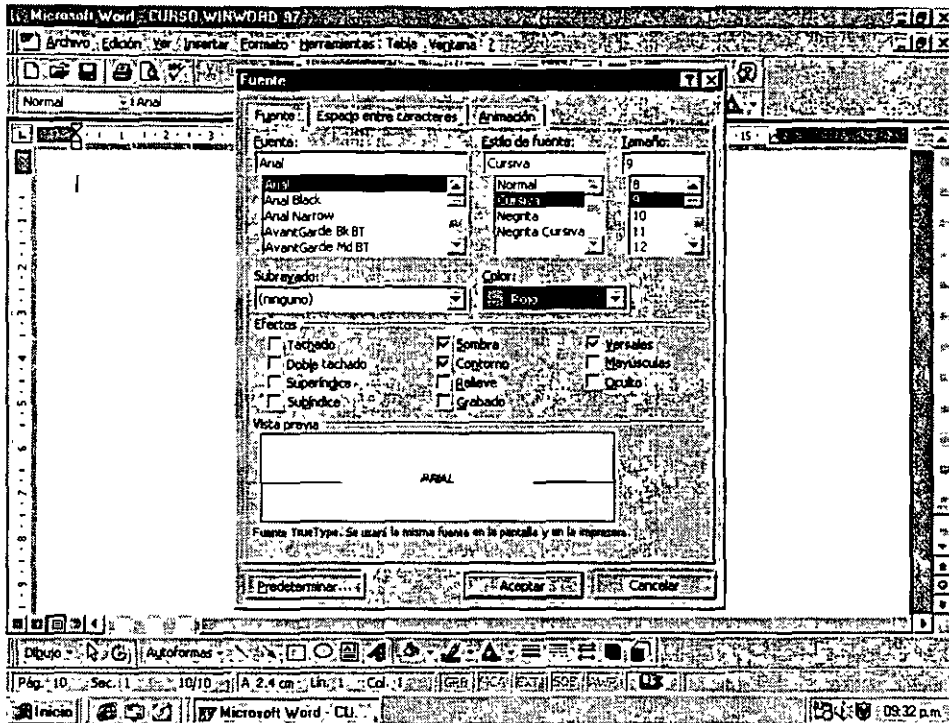 Microsoft Word - CURSO WINWORD 97
Archivo Edición Ver Insertar Formato Herramientas Tabla Ventana ?
Normal Arial
Fuente
Fuente Espacio entre caracteres Animación
Fuente: Estilo de fuente: Tamaño:
Arial Cursiva 9
Arial Normal 8
Arial Black Cursiva 9
Arial Narrow Negrita 10
AvantGarde Bk BT Negrita Cursiva 11
AvantGarde Md BT 12
Subrayado: Color:
(ninguno) Rojo
Efectos
Tachado Sombra Versales
Doble tachado Contorno Mayúsculas
Superíndice Relieve Oculto
Subíndice Grabado
Vista previa
ARIAL
Fuente TrueType. Se usará la misma fuente en la pantalla y en la impresora.
Predeterminar... Aceptar Cancelar
Dibujo Autoformas
Pág. 10 Sec. 1 10/10 A 2.4 cm Lín. 1 Col. 1
Inicio Microsoft Word - CU... 09:32 p.m.